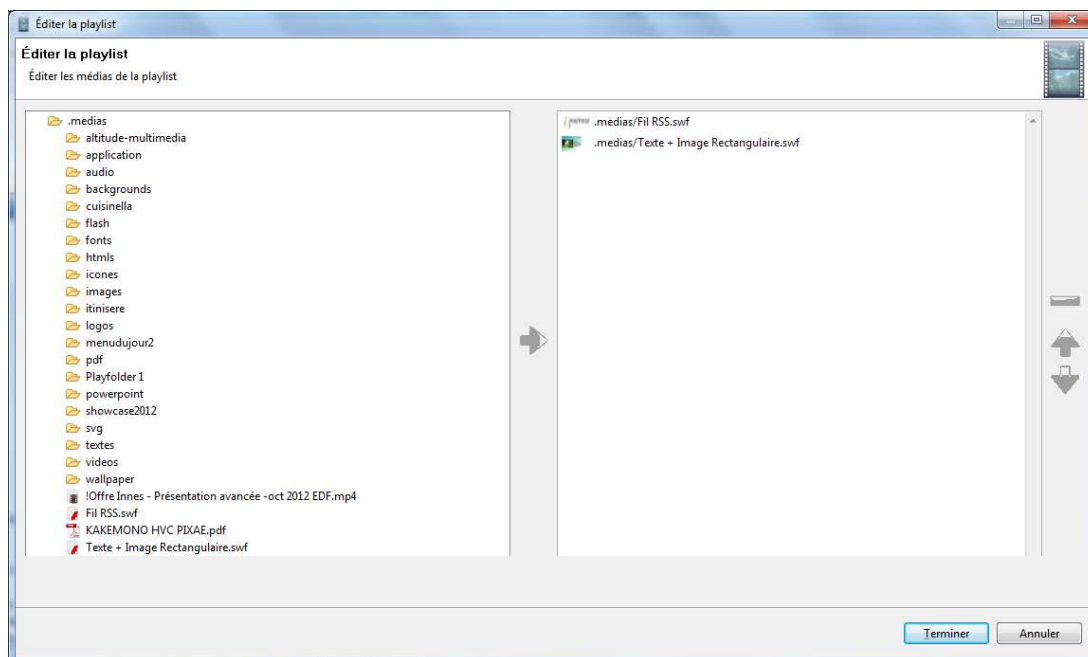 Éditer la playlist
Éditer la playlist
Éditer les médias de la playlist
.medias
altitude-multimedia
application
audio
backgrounds
cuisinella
flash
fonts
htmls
icones
images
itinisere
logos
menudujour2
pdf
Playfolder1
powerpoint
showcase2012
svg
textes
videos
wallpaper
!Offre Innes - Présentation avancée -oct 2012 EDF.mp4
Fil RSS.swf
KAKEMONO HVC PIXAE.pdf
Texte + Image Rectangulaire.swf
.medias/Fil RSS.swf
.medias/Texte + Image Rectangulaire.swf
Terminer
Annuler